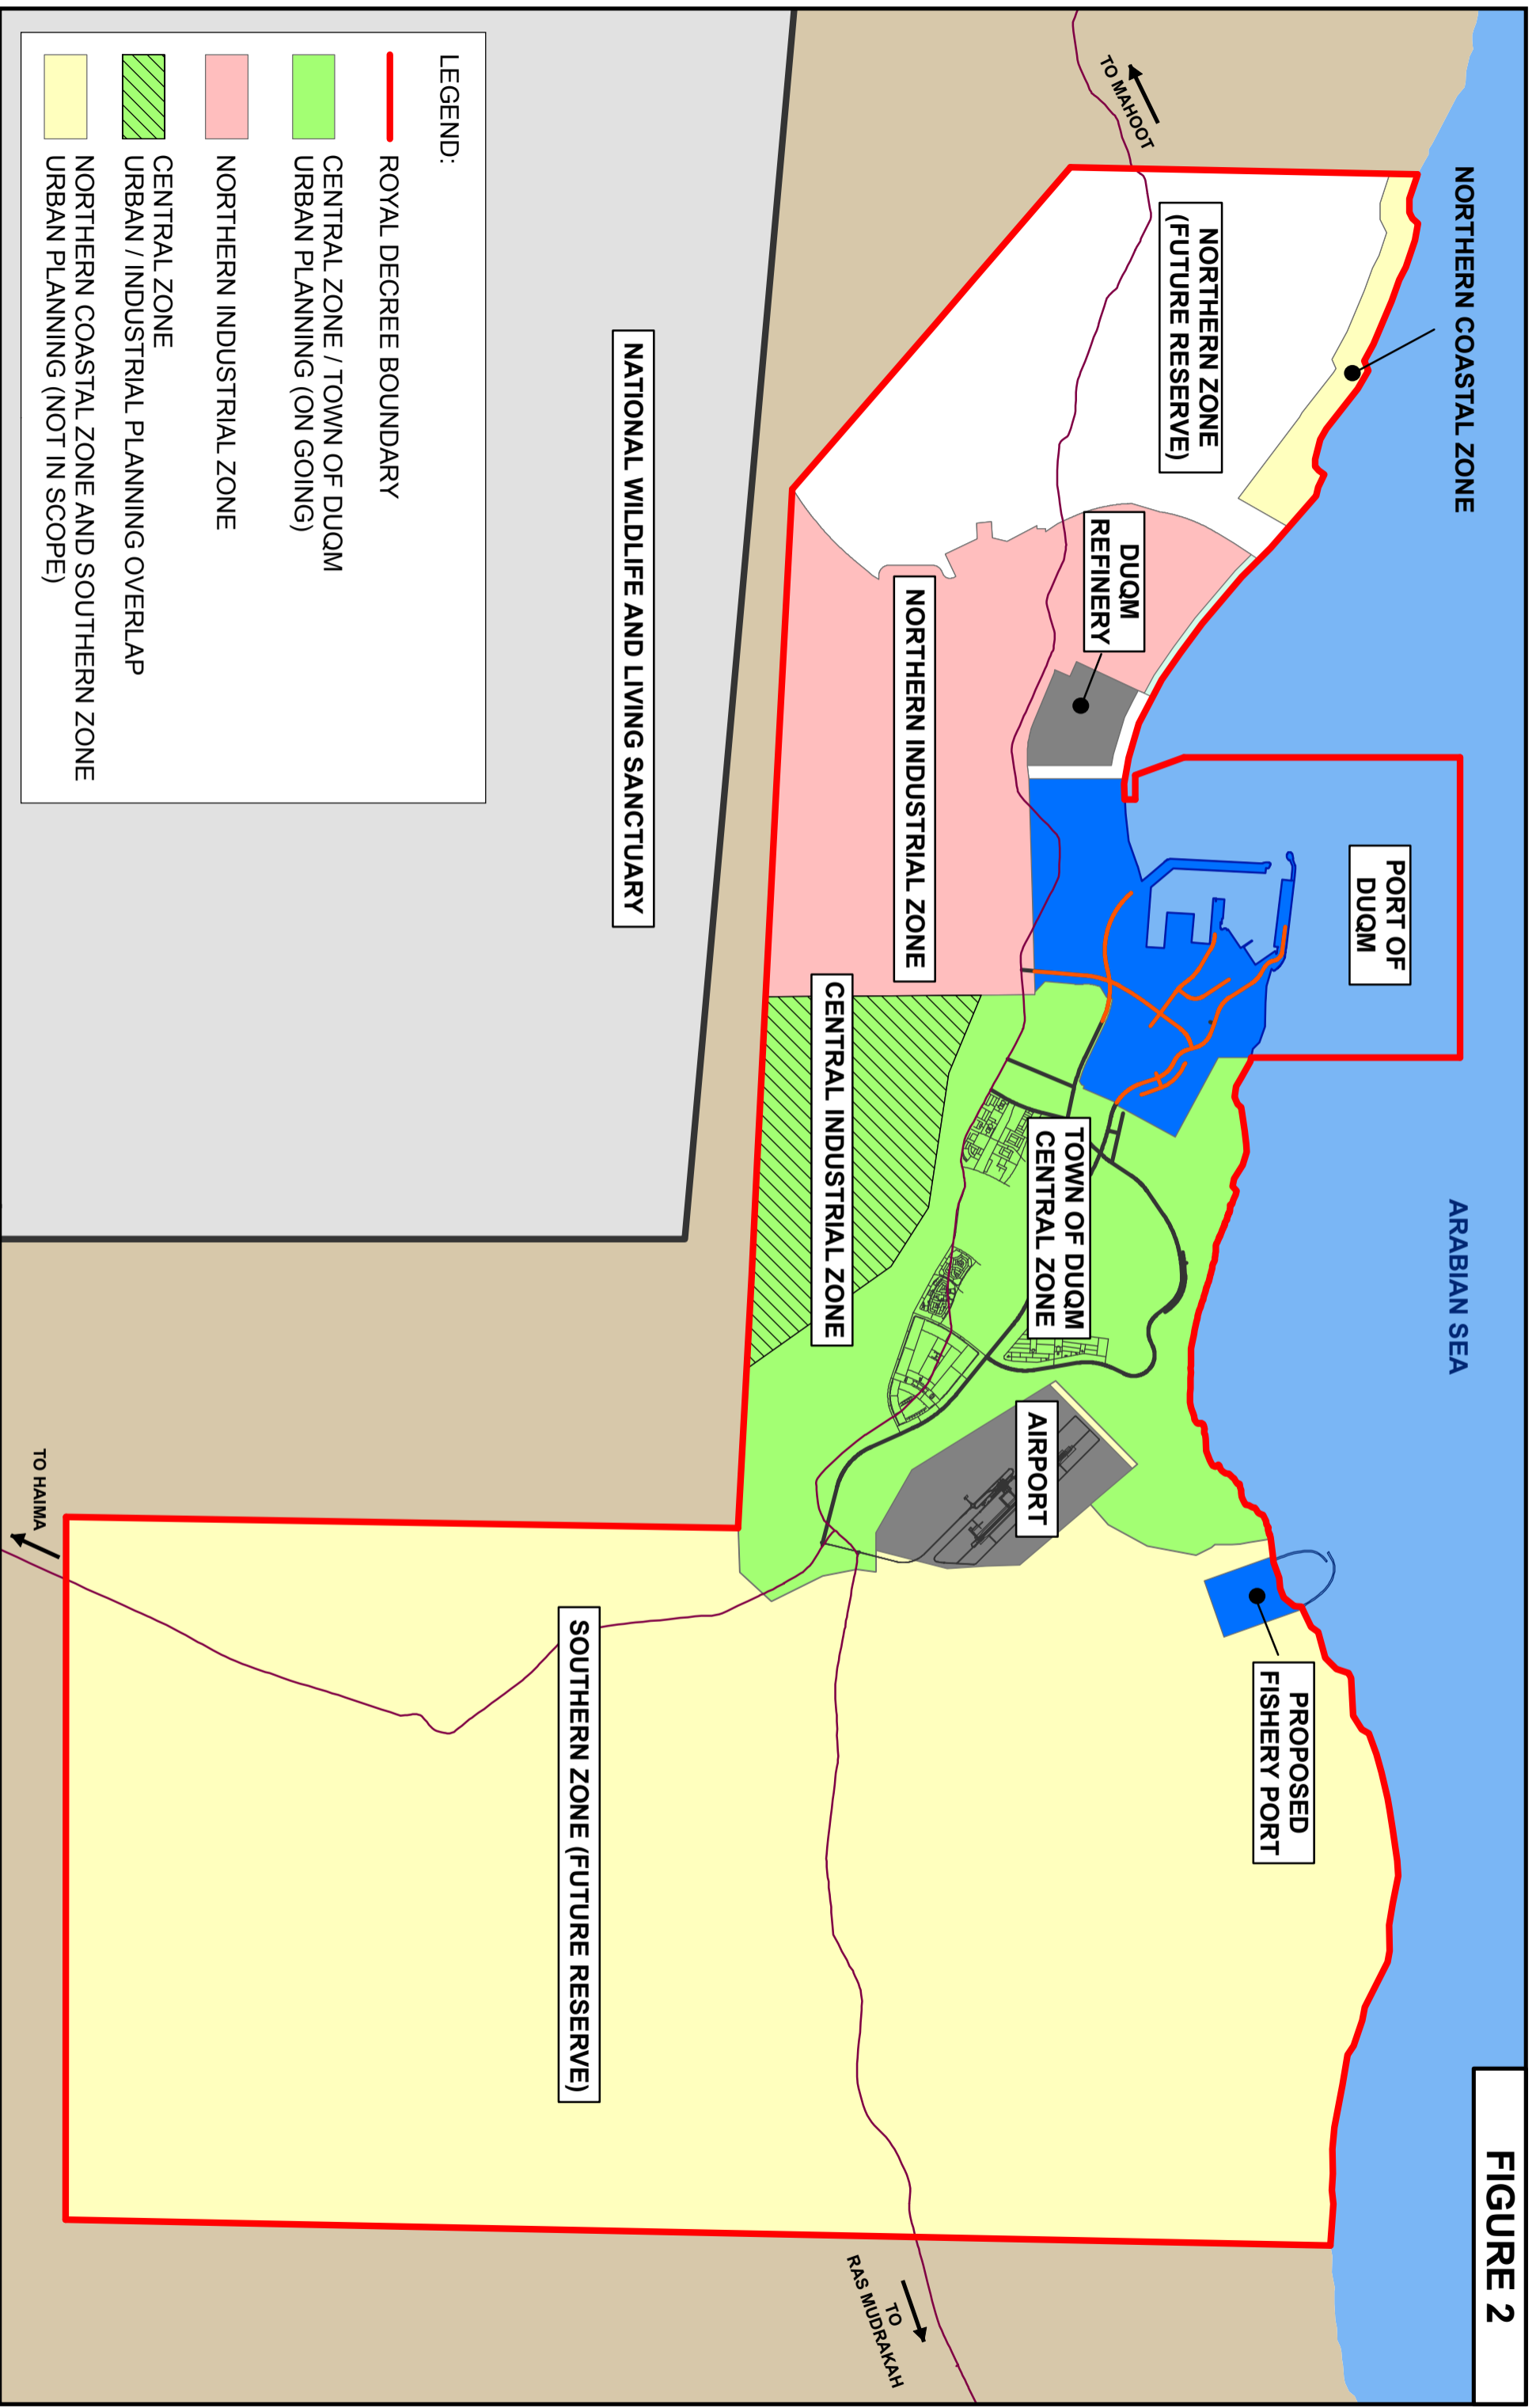 FIGURE 2
NORTHERN COASTAL ZONE
ARABIAN SEA
TO MAHOOT
NORTHERN ZONE
(FUTURE RESERVE)
DUQM
REFINERY
PORT OF
DUQM
NORTHERN INDUSTRIAL ZONE
TOWN OF DUQM
CENTRAL ZONE
CENTRAL INDUSTRIAL ZONE
AIRPORT
PROPOSED
FISHERY PORT
NATIONAL WILDLIFE AND LIVING SANCTUARY
SOUTHERN ZONE (FUTURE RESERVE)
TO
RAS MUDRAKAH
TO HAIMA
LEGEND:
ROYAL DECREE BOUNDARY
CENTRAL ZONE / TOWN OF DUQM
URBAN PLANNING (ON GOING)
NORTHERN INDUSTRIAL ZONE
CENTRAL ZONE
URBAN / INDUSTRIAL PLANNING OVERLAP
NORTHERN COASTAL ZONE AND SOUTHERN ZONE
URBAN PLANNING (NOT IN SCOPE)